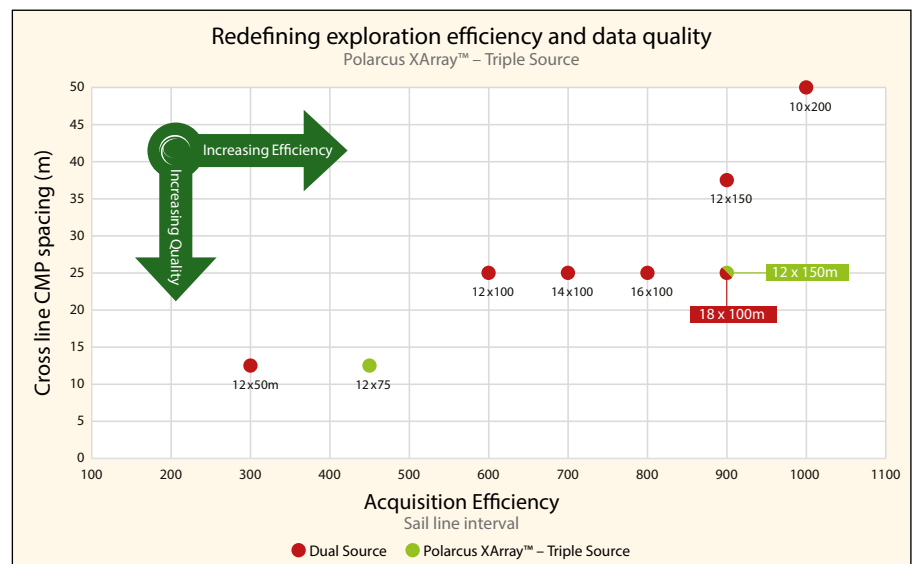 Redefining exploration efficiency and data quality
Polarcus XArray™ – Triple Source
Cross line CMP spacing (m)
50
45
40
35
30
25
20
15
10
5
0
Increasing Efficiency
Increasing Quality
10x200
12x150
12x100
14x100
16x100
12 x 150m
18 x 100m
12x50m
12x75
100 200 300 400 500 600 700 800 900 1000 1100
Acquisition Efficiency
Sail line interval
Dual Source Polarcus XArray™ – Triple Source